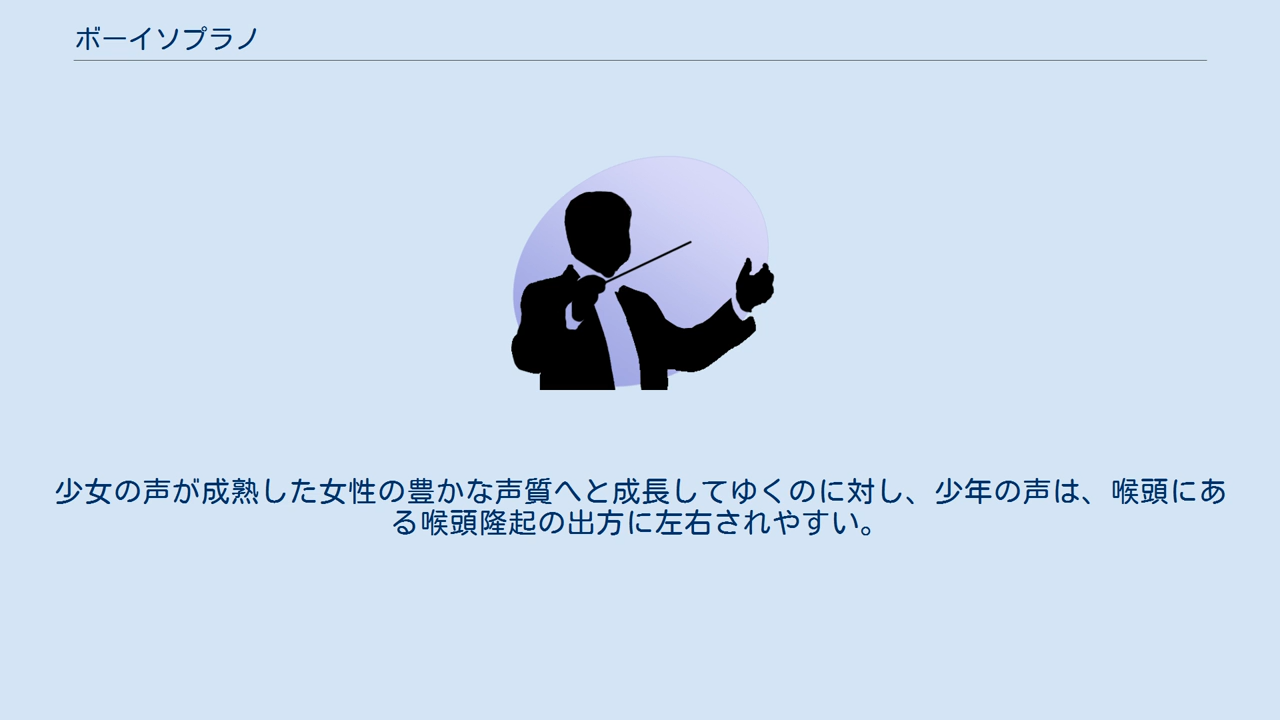 ボーイソプラノ
少女の声が成熟した女性の豊かな声質へと成長してゆくのに対し、少年の声は、喉頭にあ
る喉頭隆起の出方に左右されやすい。